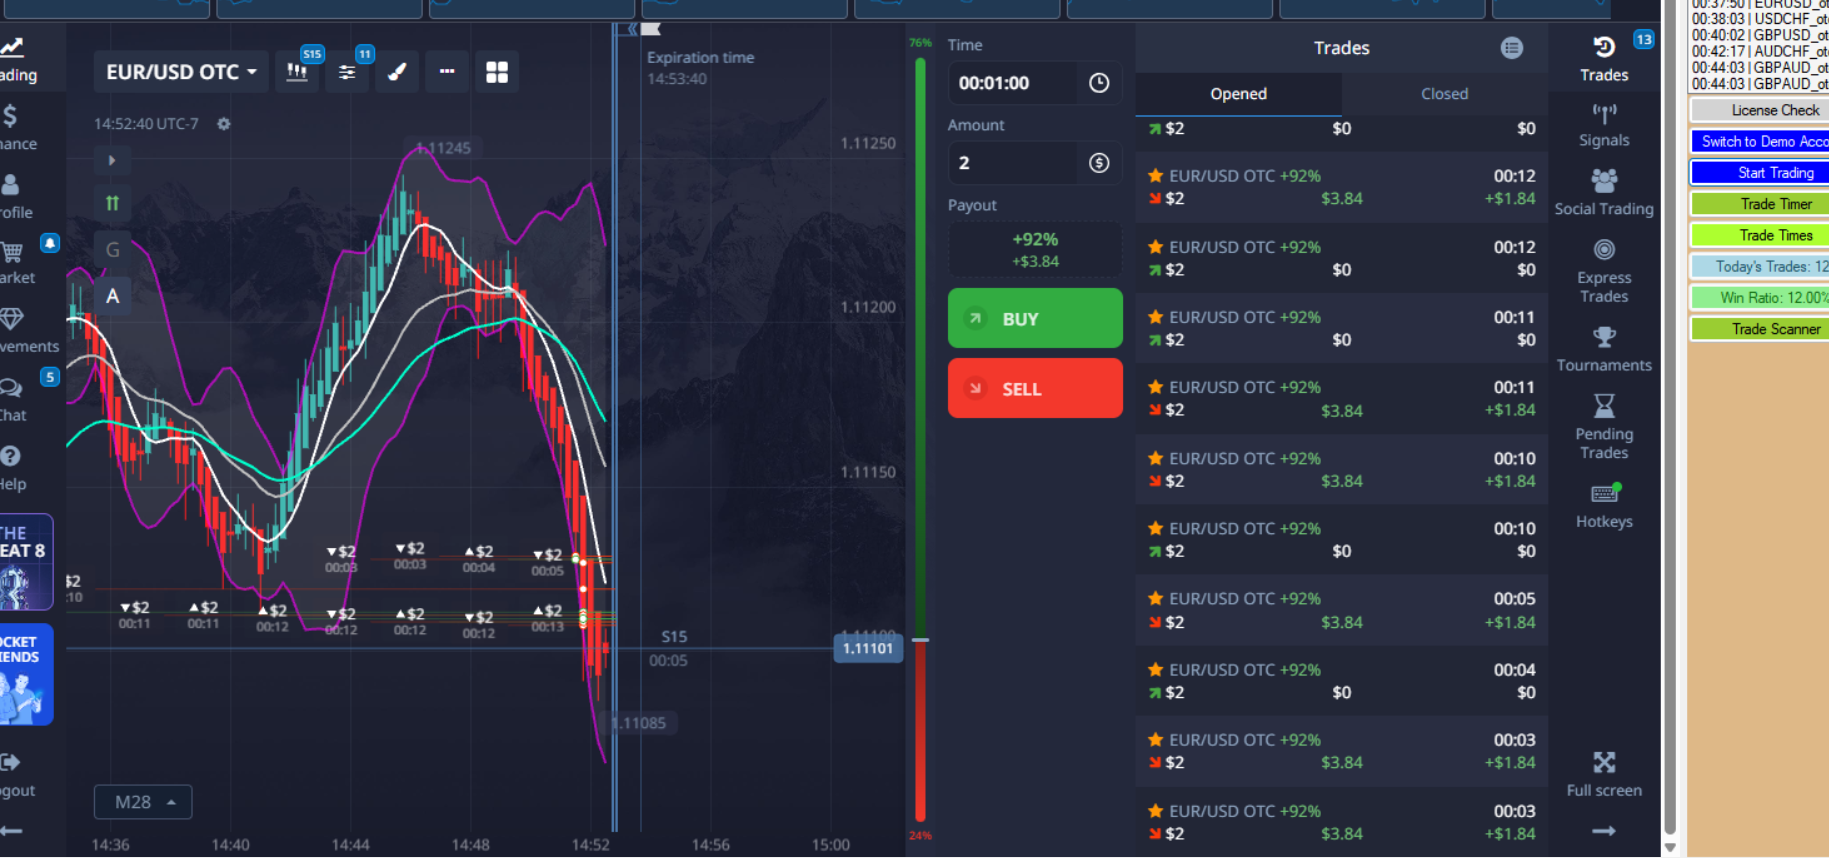 00:37:50 | EURUSD_ot
00:38:03 | USDCHF_ot
00:40:02 | GBPUSD_ot
00:42:17 | AUDCHF_ot
00:44:03 | GBPAUD_ot
00:44:03 | GBPAUD_ot
License Check
Switch to Demo Acco
Start Trading
Trade Timer
Trade Times
Today's Trades: 12
Win Ratio: 12.00%
Trade Scanner
ading
$
nance
rofile
arket
vements
5
Chat
Help
THE
EAT 8
OCKET
IENDS
ogout
EUR/USD OTC
S15
11
14:52:40 UTC-7
G
A
Expiration time
14:53:40
1.11245
1.11250
1.11200
1.11150
1.11100
1.11101
1.11085
S15
00:05
$2
:10
$2
00:03
$2
00:03
$2
00:04
$2
00:05
$2
00:11
$2
00:11
$2
00:12
$2
00:12
$2
00:12
$2
00:12
$2
00:13
M28
14:36
14:40
14:44
14:48
14:52
14:56
15:00
76%
24%
Time
00:01:00
Amount
2
Payout
+92%
+$3.84
BUY
SELL
Trades
Opened
Closed
$2 $0 $0
EUR/USD OTC +92% 00:12
$2 $3.84 +$1.84
EUR/USD OTC +92% 00:12
$2 $0 $0
EUR/USD OTC +92% 00:11
$2 $0 $0
EUR/USD OTC +92% 00:11
$2 $3.84 +$1.84
EUR/USD OTC +92% 00:10
$2 $3.84 +$1.84
EUR/USD OTC +92% 00:10
$2 $0 $0
EUR/USD OTC +92% 00:05
$2 $3.84 +$1.84
EUR/USD OTC +92% 00:04
$2 $0 $0
EUR/USD OTC +92% 00:03
$2 $3.84 +$1.84
EUR/USD OTC +92% 00:03
$2 $3.84 +$1.84
13
Trades
Signals
Social Trading
Express
Trades
Tournaments
Pending
Trades
Hotkeys
Full screen